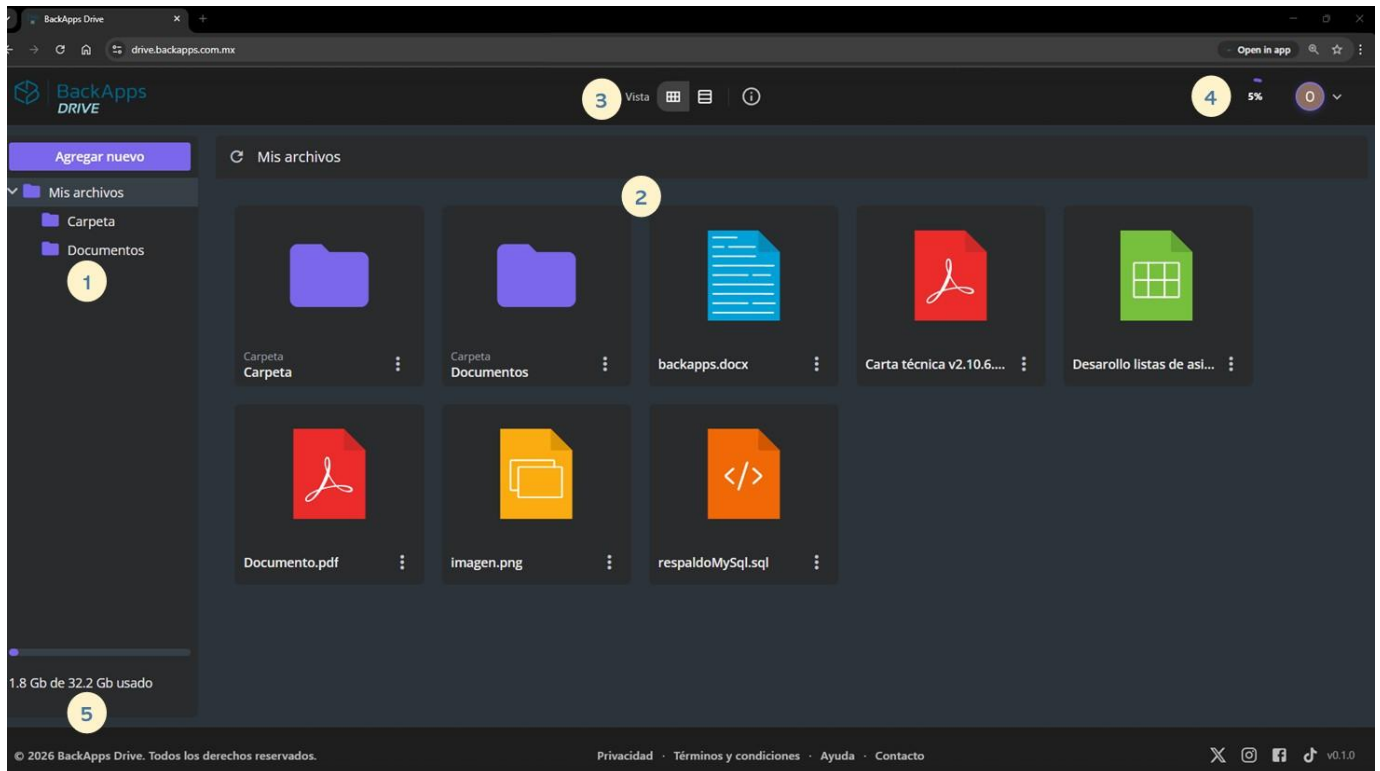 BackApps Drive
drive.backapps.com.mx
Open in app
BackApps
DRIVE
3
Vista
4
5%
O
Agregar nuevo
Mis archivos
Mis archivos
Carpeta
Documentos
1
2
Carpeta
Carpeta
Carpeta
Documentos
backapps.docx
Carta técnica v2.10.6....
Desarollo listas de asi...
Documento.pdf
imagen.png
</>
respaldoMySql.sql
1.8 Gb de 32.2 Gb usado
5
© 2026 BackApps Drive. Todos los derechos reservados.
Privacidad · Términos y condiciones · Ayuda · Contacto
v0.1.0